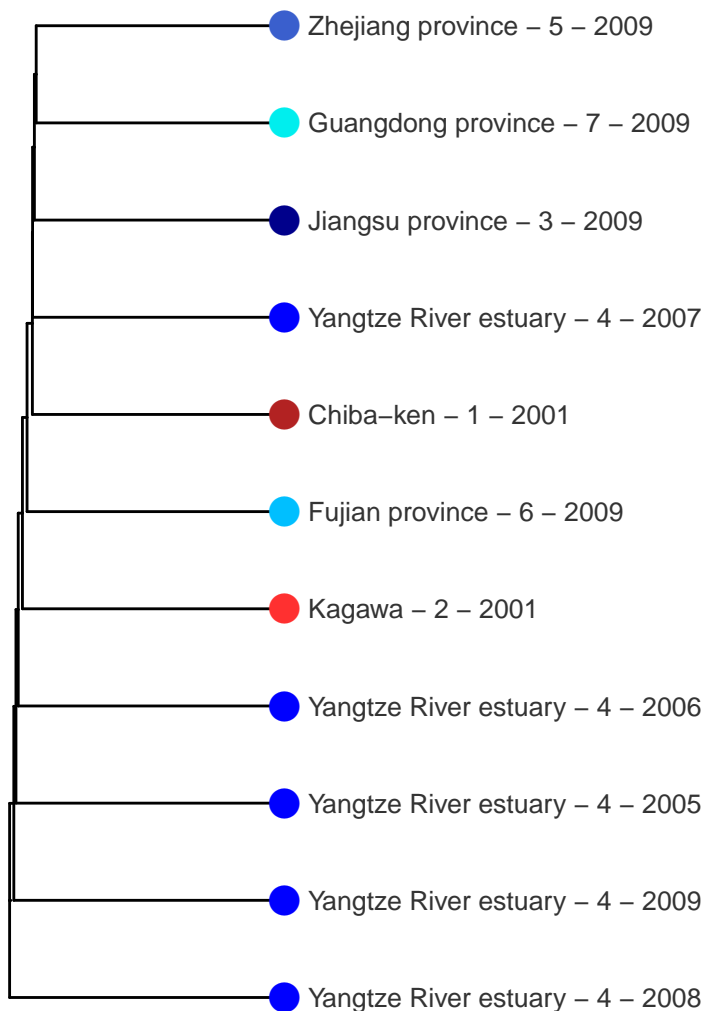 Zhejiang province – 5 – 2009
Guangdong province – 7 – 2009
Jiangsu province – 3 – 2009
Yangtze River estuary – 4 – 2007
Chiba–ken – 1 – 2001
Fujian province – 6 – 2009
Kagawa – 2 – 2001
Yangtze River estuary – 4 – 2006
Yangtze River estuary – 4 – 2005
Yangtze River estuary – 4 – 2009
Yangtze River estuary – 4 – 2008